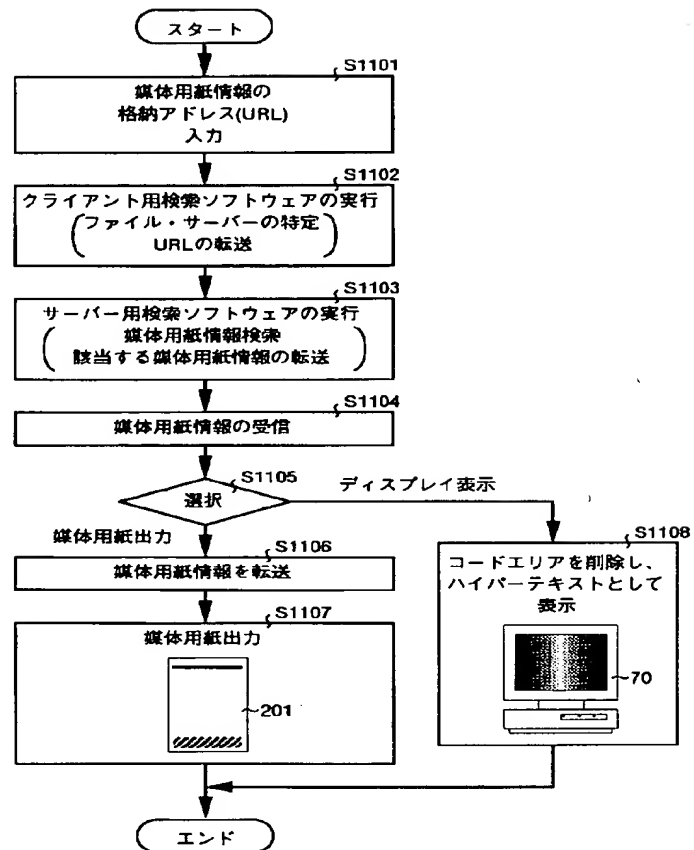 スタート
S1101
媒体用紙情報の
格納アドレス(URL)
入力
S1102
クライアント用検索ソフトウェアの実行
(ファイル・サーバーの特定
URLの転送)
S1103
サーバー用検索ソフトウェアの実行
(媒体用紙情報検索
該当する媒体用紙情報の転送)
S1104
媒体用紙情報の受信
S1105
選択
ディスプレイ表示
媒体用紙出力
S1106
媒体用紙情報を転送
S1107
媒体用紙出力
201
S1108
コードエリアを削除し、
ハイパーテキストとして
表示
70
エンド